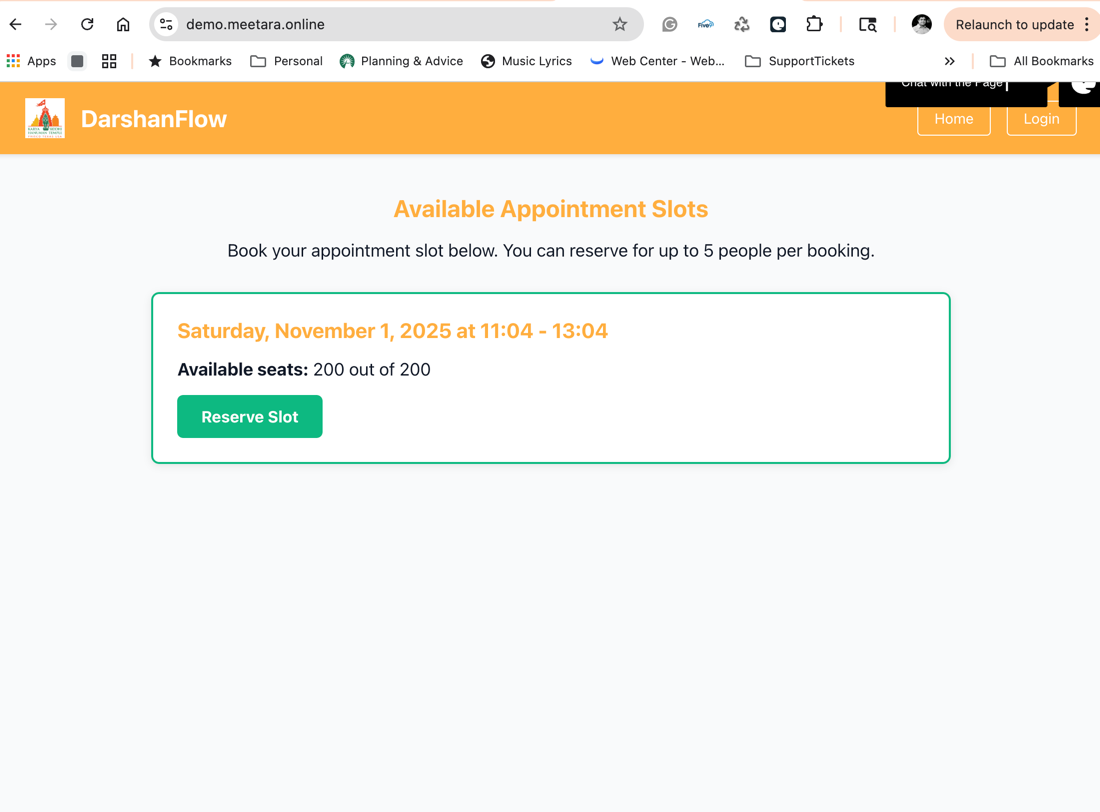 demo.meetara.online
Relaunch to update
Apps
Bookmarks
Personal
Planning & Advice
Music Lyrics
Web Center - Web...
SupportTickets
»
All Bookmarks
Chat with the Page
DarshanFlow
Home
Login
Available Appointment Slots
Book your appointment slot below. You can reserve for up to 5 people per booking.
Saturday, November 1, 2025 at 11:04 - 13:04
Available seats: 200 out of 200
Reserve Slot